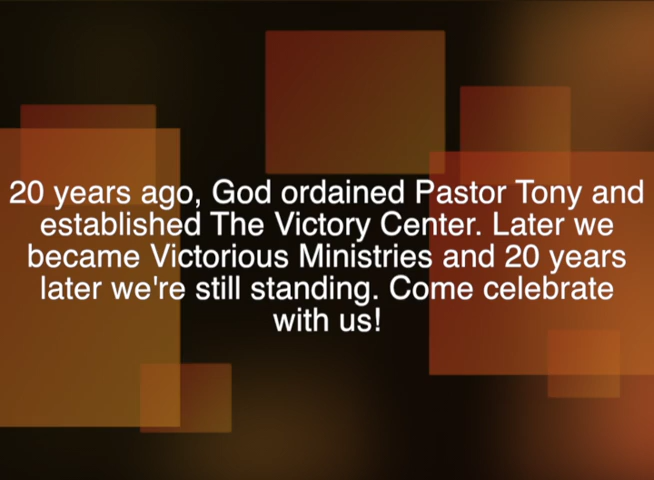 20 years ago, God ordained Pastor Tony and
established The Victory Center. Later we
became Victorious Ministries and 20 years
later we're still standing. Come celebrate
with us!